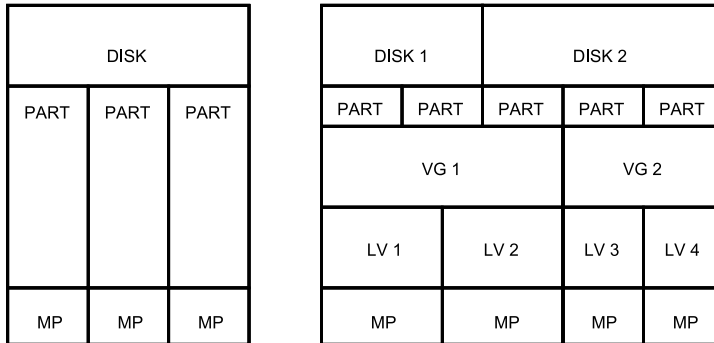 DISK
PART PART PART
MP MP MP
DISK 1 DISK 2
PART PART PART PART PART
VG 1 VG 2
LV 1 LV 2 LV 3 LV 4
MP MP MP MP